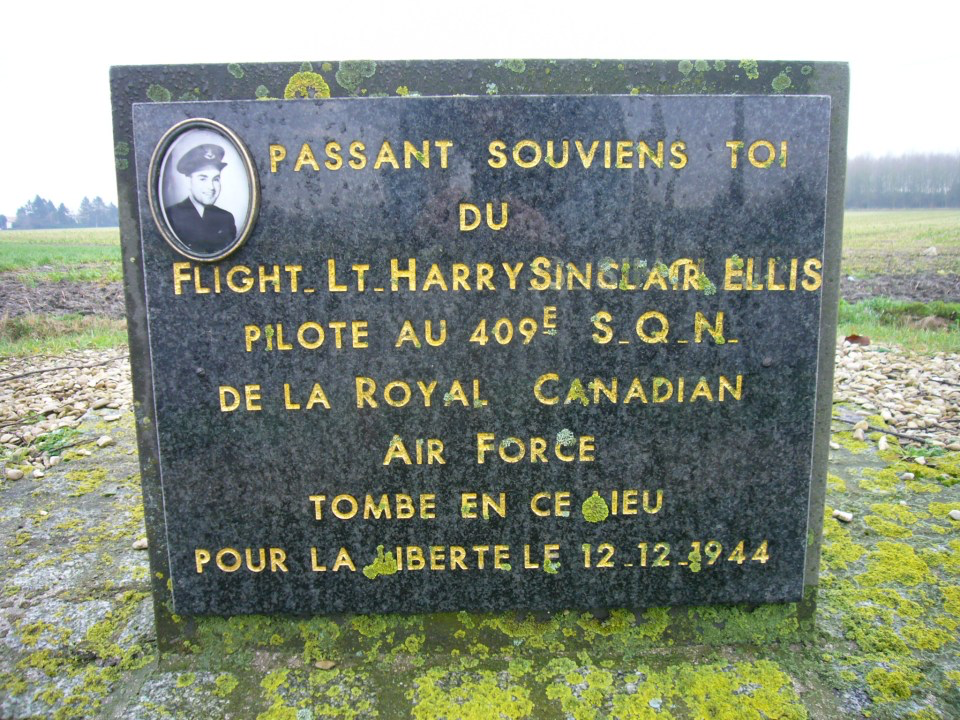 PASSANT SOUVIENS TOI
DU
FLIGHT_LT_HARRY SINCLAIR ELLIS
PILOTE AU 409E S_Q_N_
DE LA ROYAL CANADIAN
AIR FORCE
TOMBE EN CE LIEU
POUR LA LIBERTE LE 12_12_1944